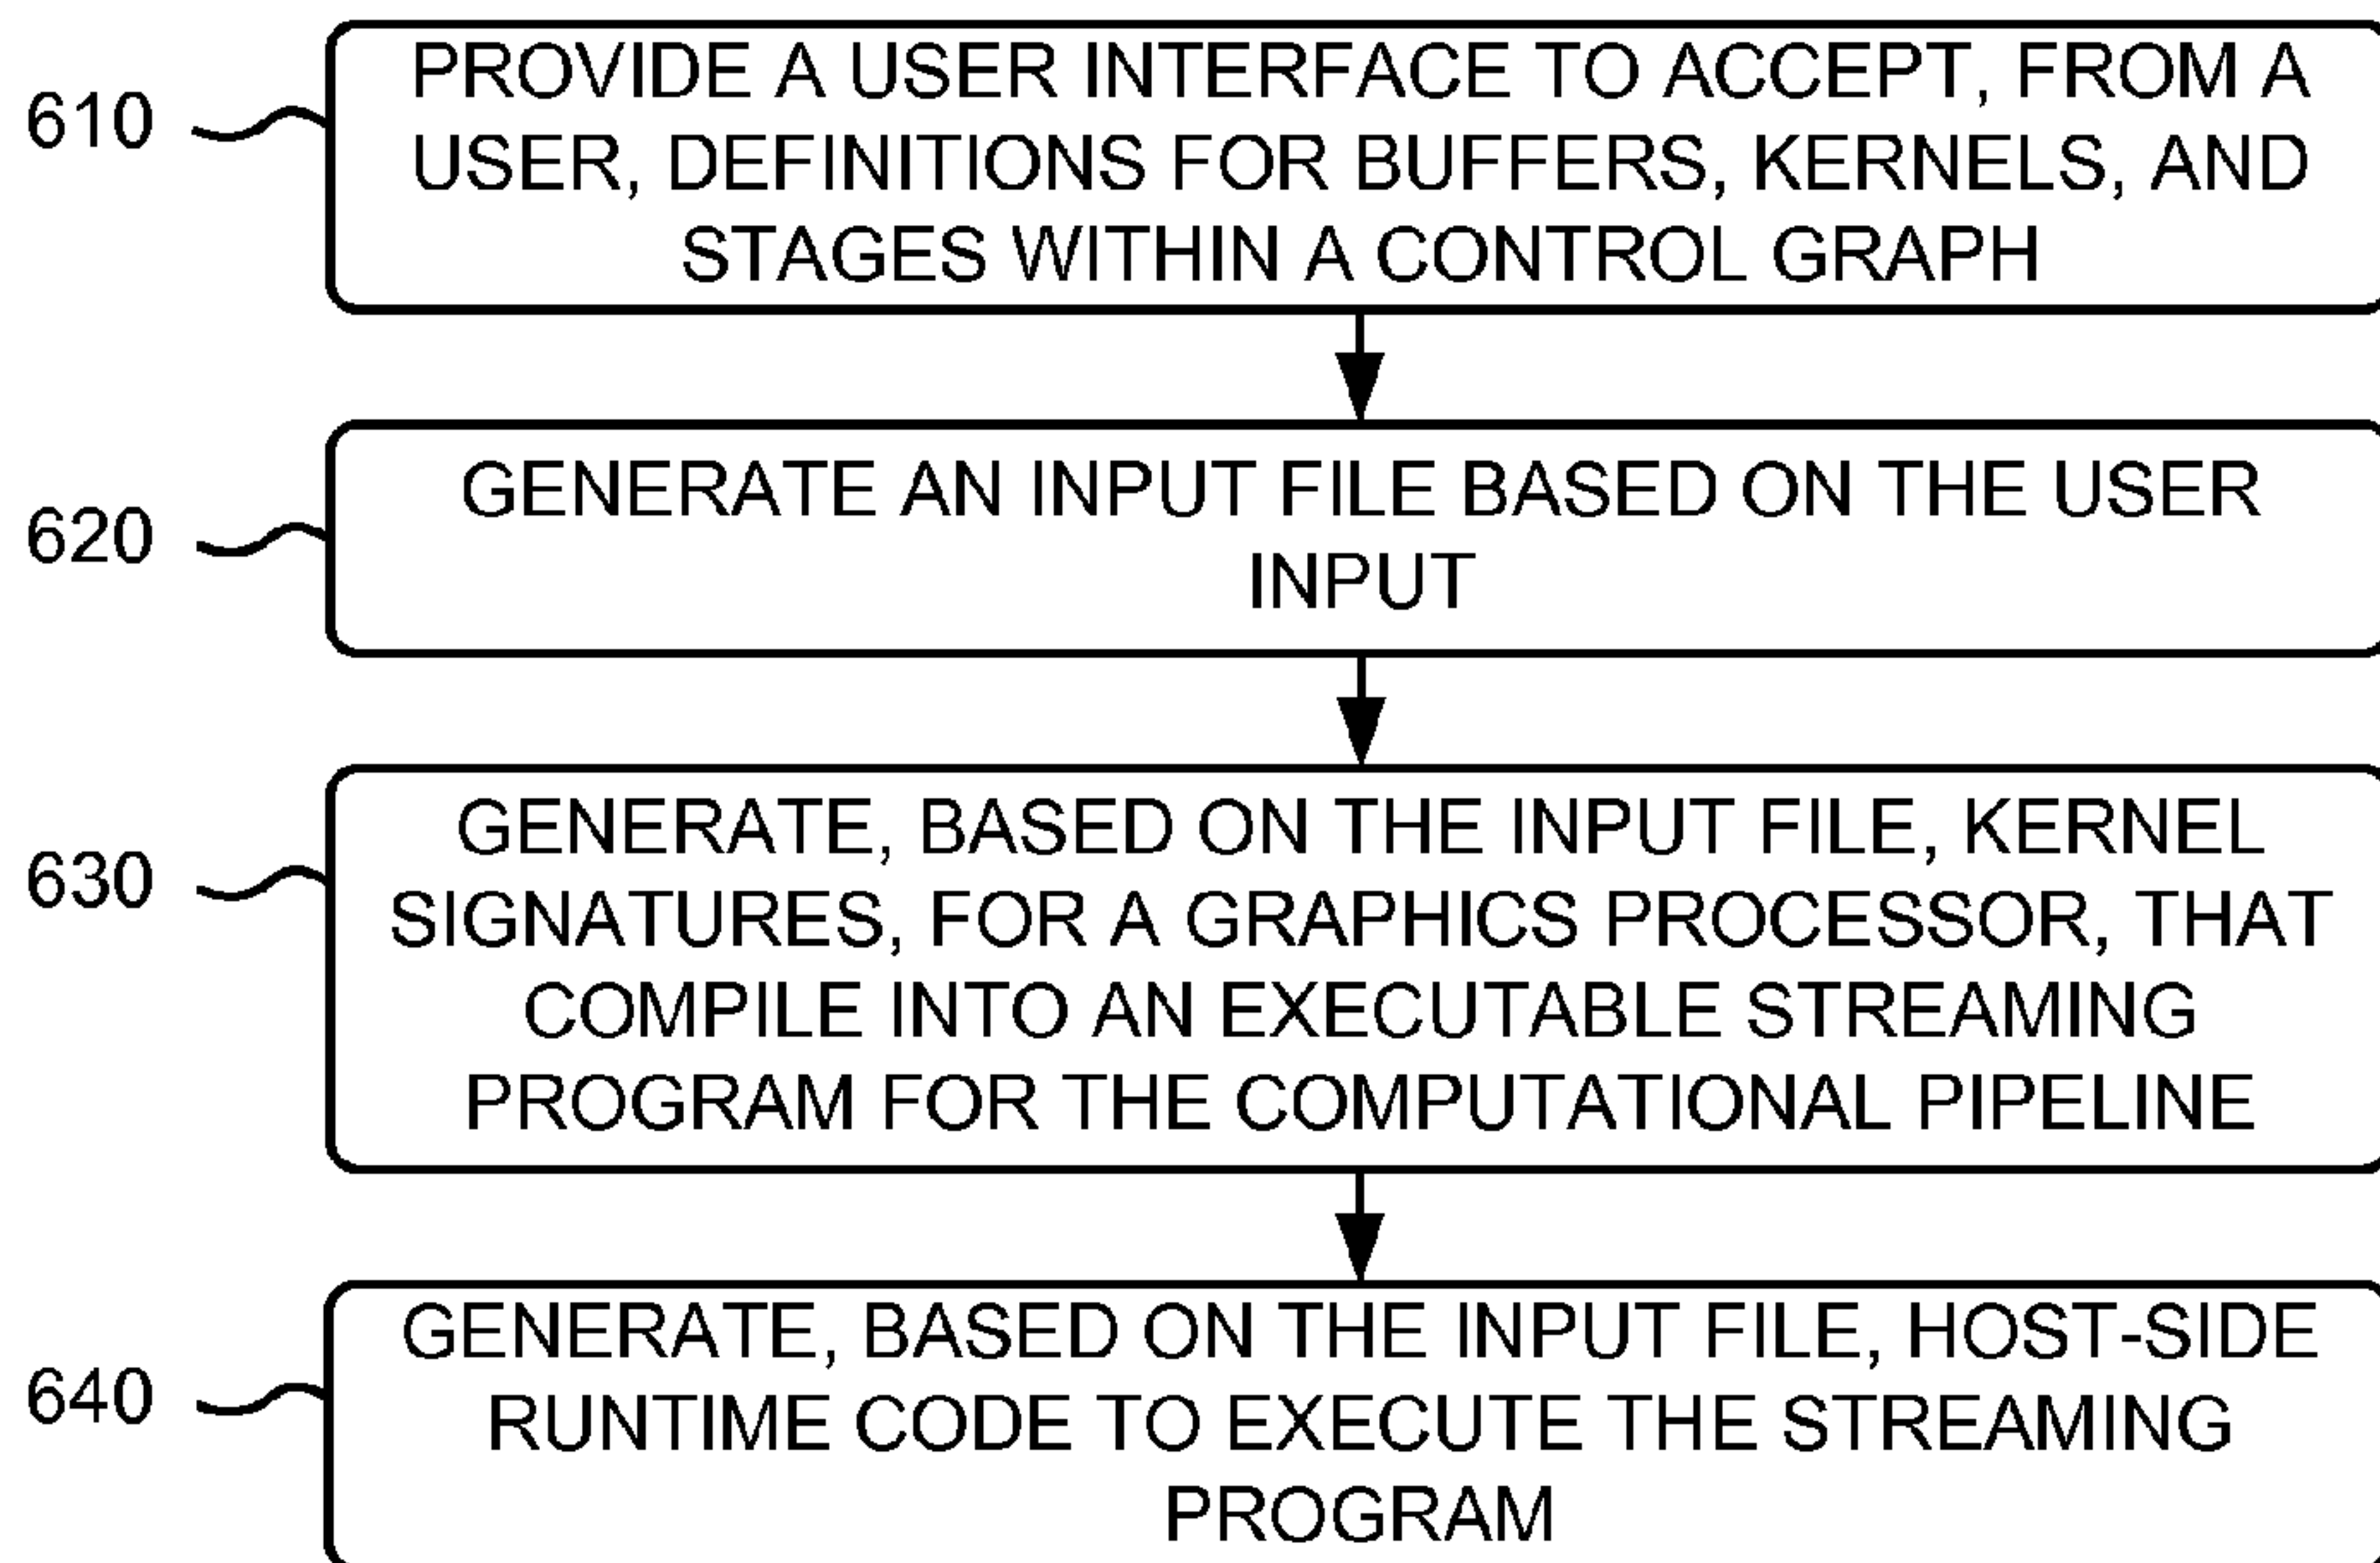 610
PROVIDE A USER INTERFACE TO ACCEPT, FROM A
USER, DEFINITIONS FOR BUFFERS, KERNELS, AND
STAGES WITHIN A CONTROL GRAPH
620
GENERATE AN INPUT FILE BASED ON THE USER
INPUT
630
GENERATE, BASED ON THE INPUT FILE, KERNEL
SIGNATURES, FOR A GRAPHICS PROCESSOR, THAT
COMPILE INTO AN EXECUTABLE STREAMING
PROGRAM FOR THE COMPUTATIONAL PIPELINE
640
GENERATE, BASED ON THE INPUT FILE, HOST-SIDE
RUNTIME CODE TO EXECUTE THE STREAMING
PROGRAM